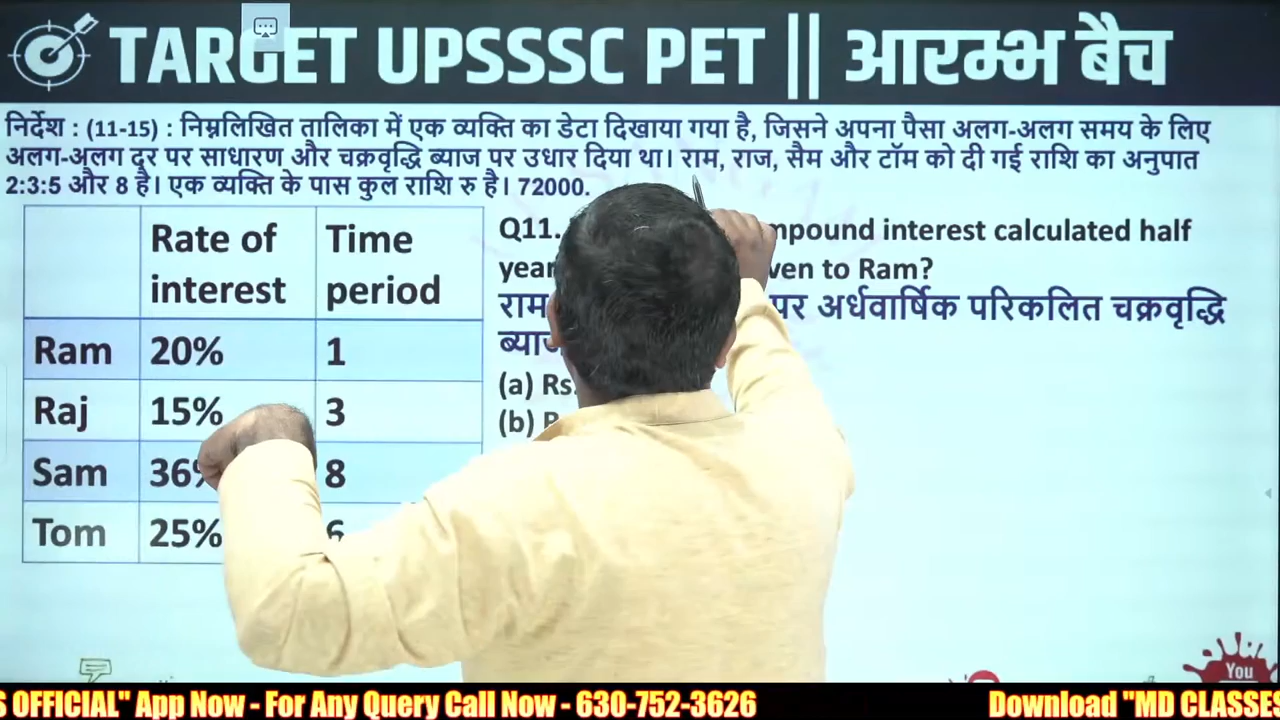 TARGET UPSSSC PET || आरम्भ बैच
निर्देश : (11-15) : निम्नलिखित तालिका में एक व्यक्ति का डेटा दिखाया गया है, जिसने अपना पैसा अलग-अलग समय के लिए
अलग-अलग दर पर साधारण और चक्रवृद्धि ब्याज पर उधार दिया था। राम, राज, सैम और टॉम को दी गई राशि का अनुपात
2:3:5 और 8 है। एक व्यक्ति के पास कुल राशि रु है। 72000.
Rate of interest Time period
Ram 20% 1
Raj 15% 3
Sam 36% 8
Tom 25% 6
Q11. compound interest calculated half
to Ram?
राम पर अर्धवार्षिक परिकलित चक्रवृद्धि
ब्याज
(a) Rs.
(b)
You
OFFICIAL" App Now - For Any Query Call Now - 630-752-3626 Download "MD CLASSES